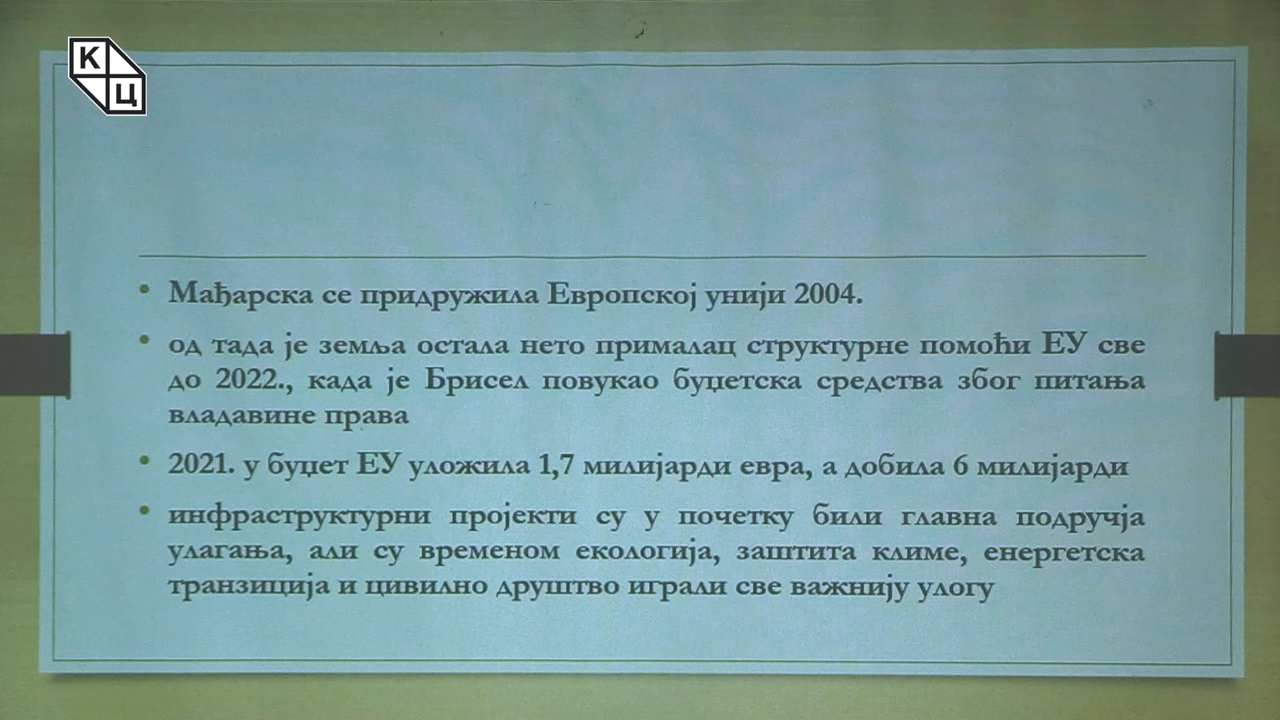 К
Ц
• Мађарска се придружила Европској унији 2004.
• од тада је земља остала нето прималац структурне помоћи ЕУ све
до 2022., када је Брисел повукао буџетска средства због питања
владавине права
• 2021. у буџет ЕУ уложила 1,7 милијарди евра, а добила 6 милијарди
• инфраструктурни пројекти су у почетку били главна подручја
улагања, али су временом екологија, заштита климе, енергетска
транзиција и цивилно друштво играли све важнију улогу